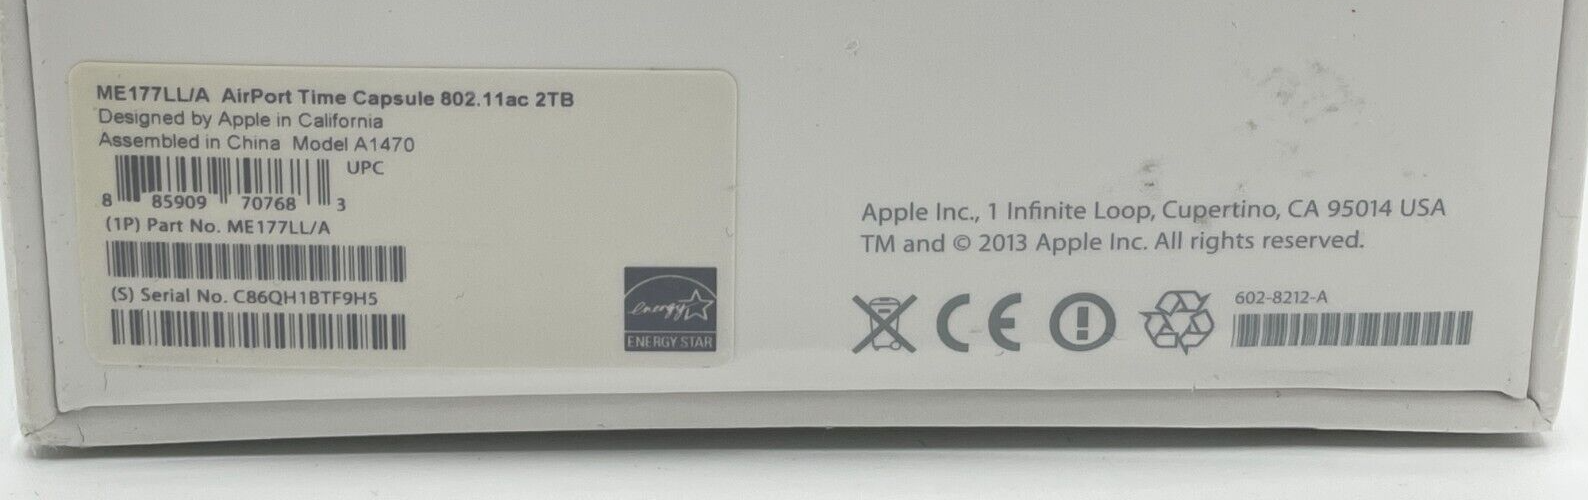 ME177LL/A AirPort Time Capsule 802.11ac 2TB
Designed by Apple in California
Assembled in China Model A1470
UPC
8 85909 70768 3
(1P) Part No. ME177LL/A
(S) Serial No. C86QH1BTF9H5
energy
ENERGY STAR
Apple Inc., 1 Infinite Loop, Cupertino, CA 95014 USA
TM and © 2013 Apple Inc. All rights reserved.
CE
602-8212-A